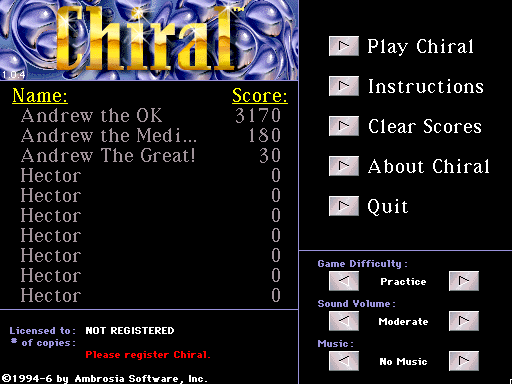 Chiral™
1.0.4
Name: Score:
Andrew the OK 3170
Andrew the Medi... 180
Andrew The Great! 30
Hector 0
Hector 0
Hector 0
Hector 0
Hector 0
Hector 0
Hector 0
Licensed to: NOT REGISTERED
# of copies:
Please register Chiral.
©1994-6 by Ambrosia Software, Inc.
Play Chiral
Instructions
Clear Scores
About Chiral
Quit
Game Difficulty:
Practice
Sound Volume:
Moderate
Music:
No Music